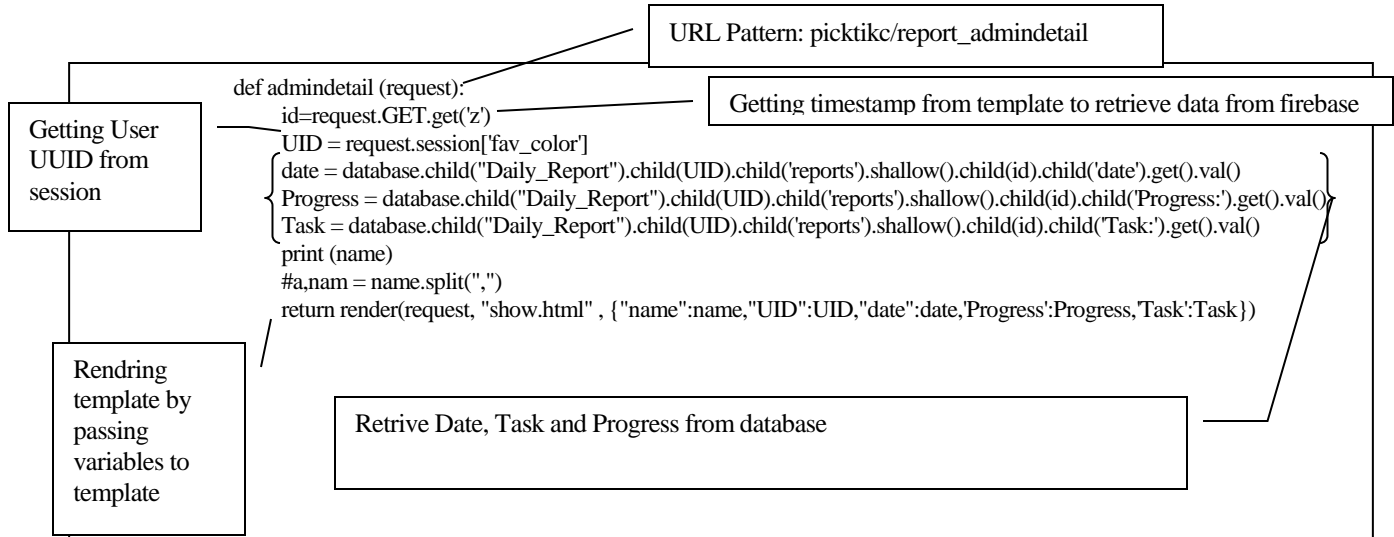 URL Pattern: picktikc/report_admindetail
def admindetail (request):
id=request.GET.get('z')
Getting timestamp from template to retrieve data from firebase
Getting User
UUID from
session
UID = request.session['fav_color']
date = database.child("Daily_Report").child(UID).child('reports').shallow().child(id).child('date').get().val()
Progress = database.child("Daily_Report").child(UID).child('reports').shallow().child(id).child('Progress:').get().val()
Task = database.child("Daily_Report").child(UID).child('reports').shallow().child(id).child('Task:').get().val()
print (name)
#a,nam = name.split(",")
return render(request, "show.html" , {"name":name,"UID":UID,"date":date,'Progress':Progress,'Task':Task})
Rendring
template by
passing
variables to
template
Retrive Date, Task and Progress from database